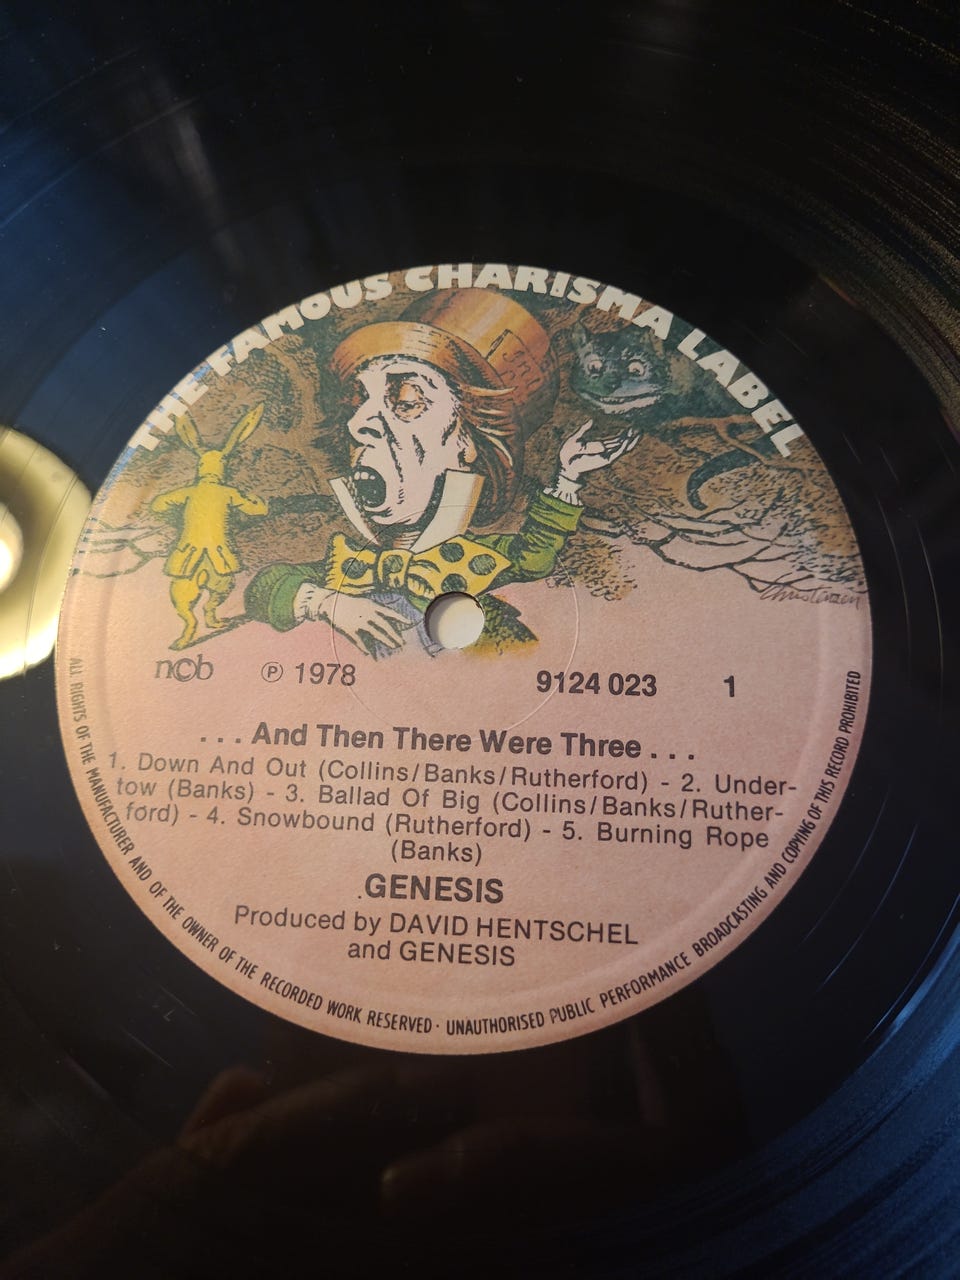 THE FAMOUS CHARISMA LABEL
Christensen
n©b ℗ 1978 9124 023 1
. . . And Then There Were Three . . .
1. Down And Out (Collins/Banks/Rutherford) - 2. Under-
tow (Banks) - 3. Ballad Of Big (Collins/Banks/Ruther-
ford) - 4. Snowbound (Rutherford) - 5. Burning Rope
(Banks)
GENESIS
Produced by DAVID HENTSCHEL
and GENESIS
ALL RIGHTS OF THE MANUFACTURER AND OF THE OWNER OF THE RECORDED WORK RESERVED · UNAUTHORISED PUBLIC PERFORMANCE BROADCASTING AND COPYING OF THIS RECORD PROHIBITED